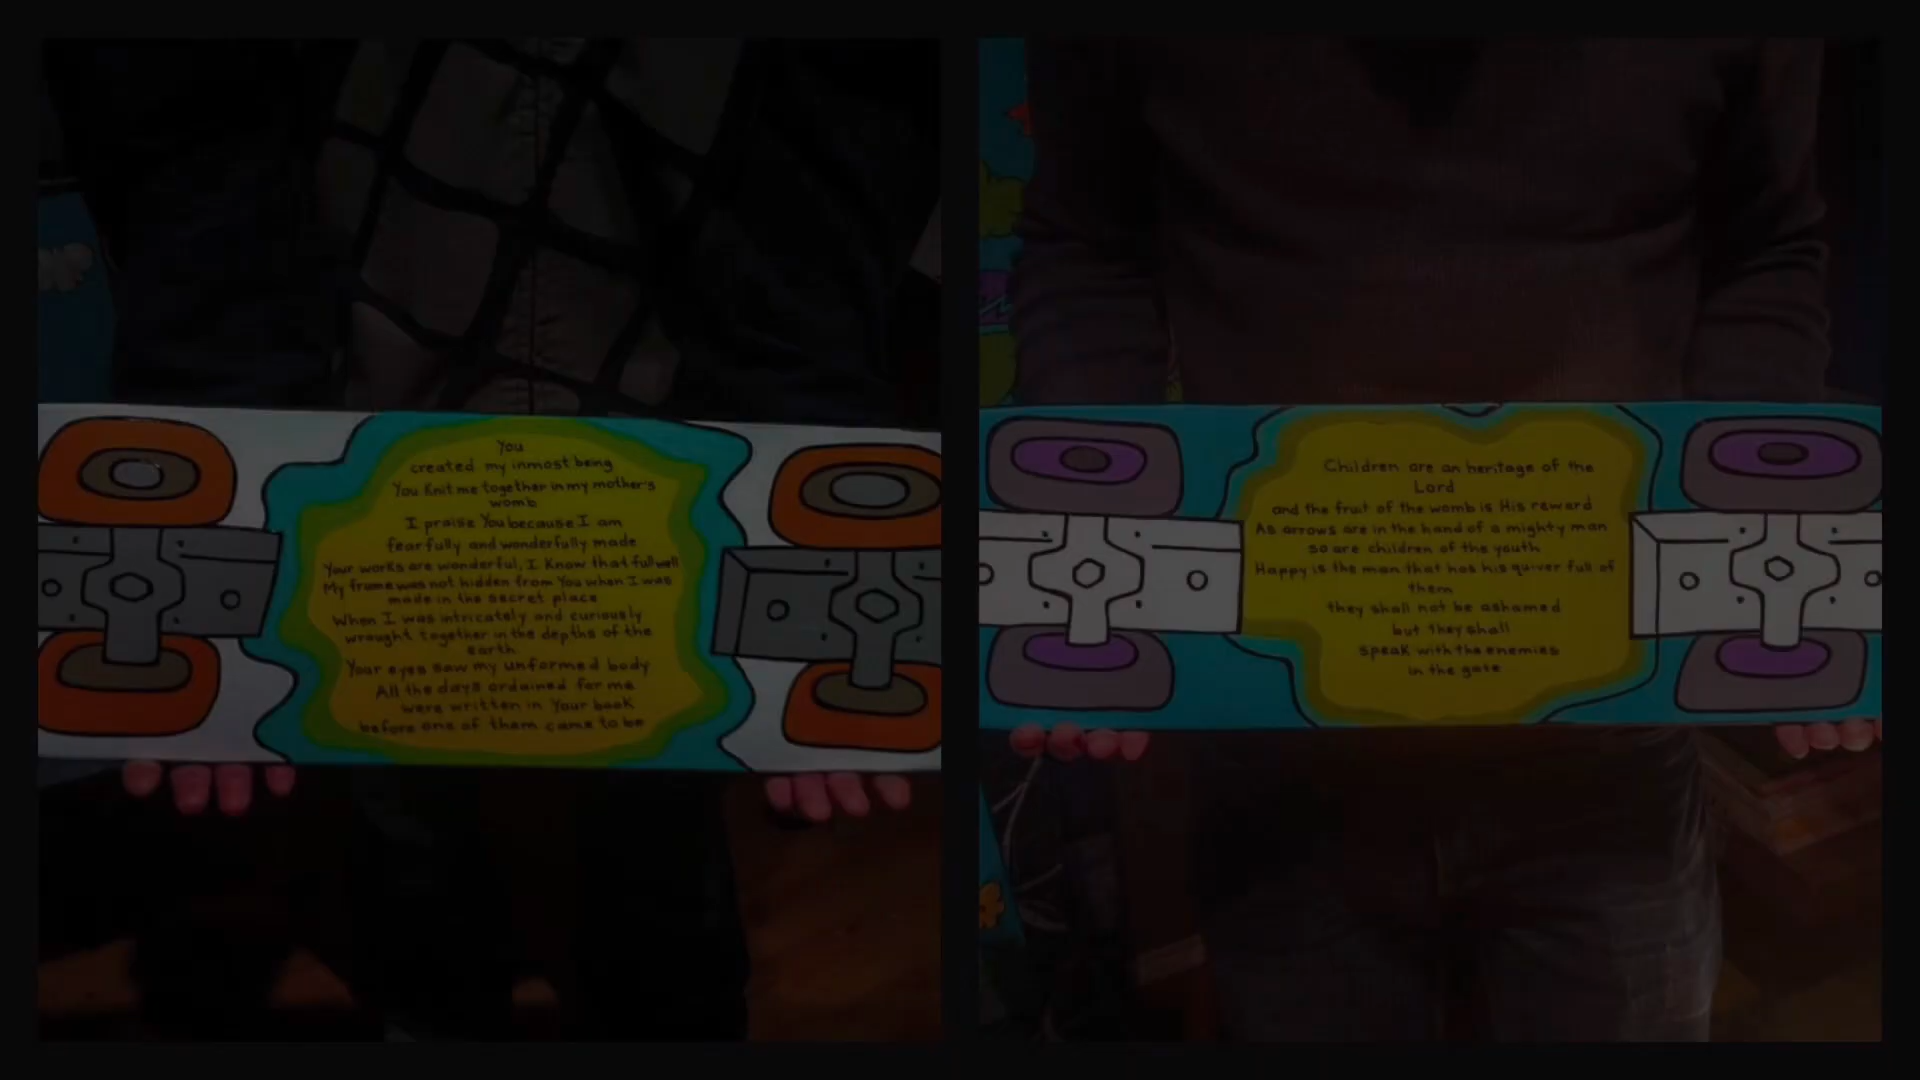 You
created my inmost being
You Knit me together in my mother's
womb
I praise You because I am
fearfully and wonderfully made
Your works are wonderful, I Know that full well
My frame was not hidden from You when I was
made in the secret place
When I was intricately and curiously
wrought together in the depths of the
earth
Your eyes saw my unformed body
All the days ordained for me
were written in Your book
before one of them came to be
Children are an heritage of the
Lord
and the fruit of the womb is His reward
As arrows are in the hand of a mighty man
so are children of the youth
Happy is the man that has his quiver full of
them
they shall not be ashamed
but they shall
speak with the enemies
in the gate